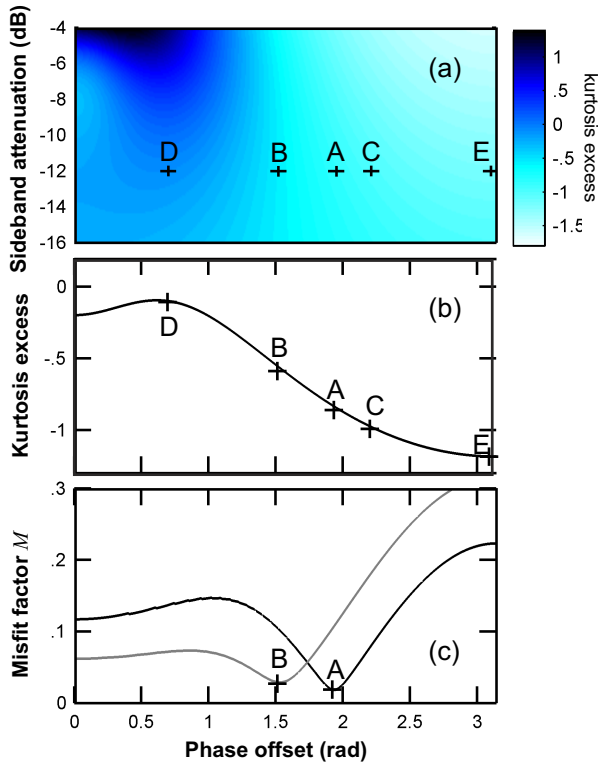 Sideband attenuation (dB)
-4
-6
-8
-10
-12
-14
-16
(a)
D
B
A
C
E
1
.5
0
-.5
-1
-1.5
kurtosis excess
Kurtosis excess
0
-.5
-1
(b)
D
B
A
C
E
Misfit factor M
.3
.2
.1
0
(c)
B
A
0
0.5
1
1.5
2
2.5
3
Phase offset (rad)